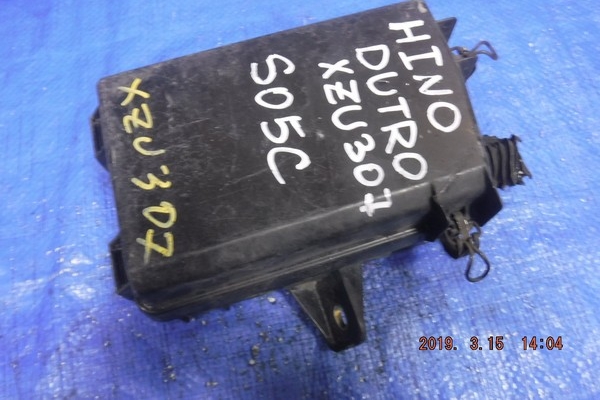 HINO
DUTRO
XZU307
S05C
XZU307
2019. 3.15 14:04